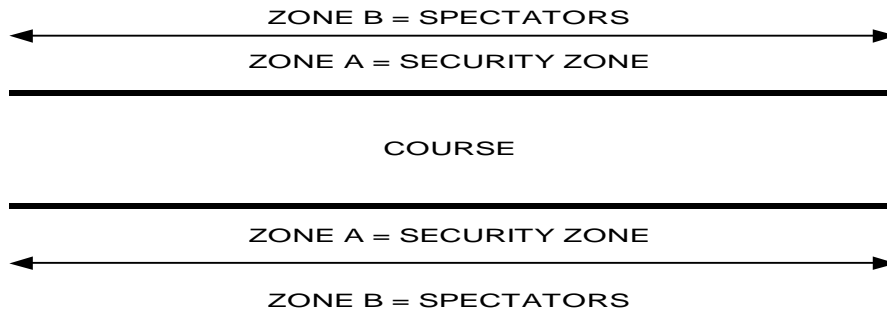 ZONE B = SPECTATORS
ZONE A = SECURITY ZONE
COURSE
ZONE A = SECURITY ZONE
ZONE B = SPECTATORS